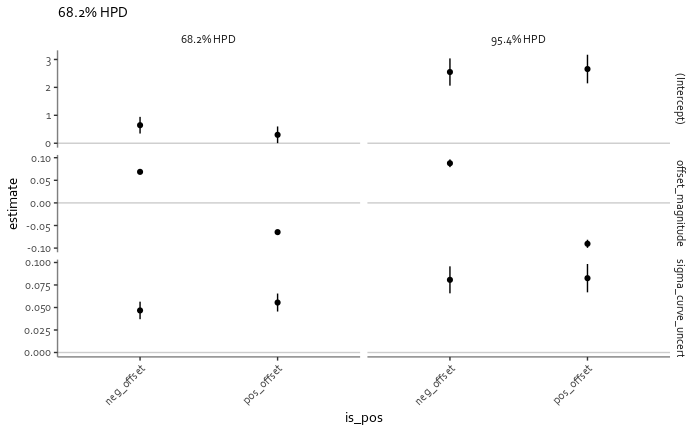 68.2% HPD
68.2% HPD
95.4% HPD
3
2
1
0
(Intercept)
0.10
0.05
0.00
-0.05
-0.10
offset_magnitude
0.100
0.075
0.050
0.025
0.000
sigma_curve_uncert
estimate
neg_offset
pos_offset
neg_offset
pos_offset
is_pos